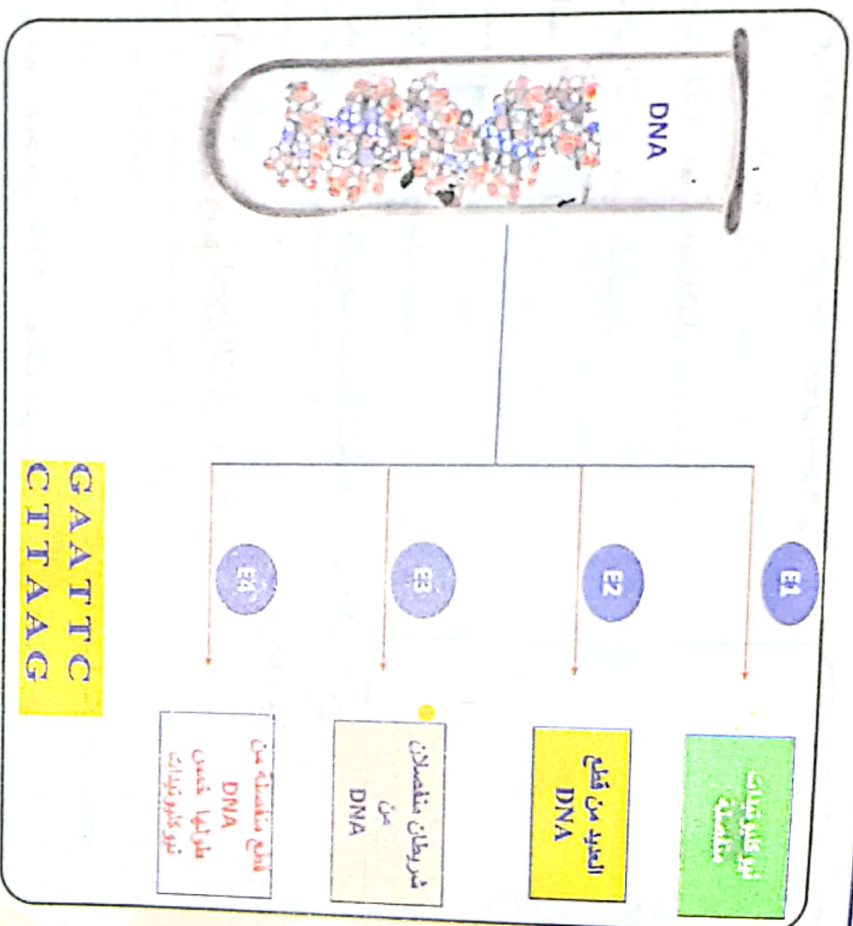 DNA
E1
نيوكليوتيدات
منفصلة
E2
العديد من قطع
DNA
E3
شريطان منفصلان
من
DNA
E4
قطع منفصلة من
DNA
طولها خمس
نيوكليوتيدات
GAATTC
CTTAAG